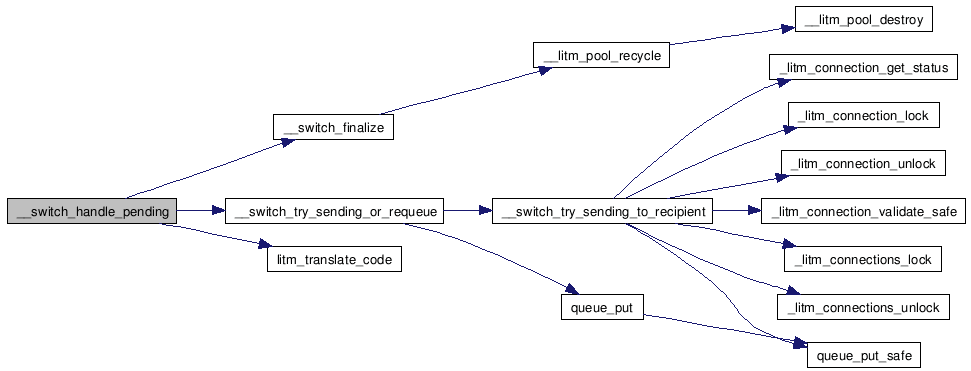 __litm_pool_destroy
__litm_pool_recycle
_litm_connection_get_status
_litm_connection_lock
__switch_finalize
_litm_connection_unlock
__switch_handle_pending
__switch_try_sending_or_requeue
__switch_try_sending_to_recipient
_litm_connection_validate_safe
litm_translate_code
_litm_connections_lock
queue_put
_litm_connections_unlock
queue_put_safe